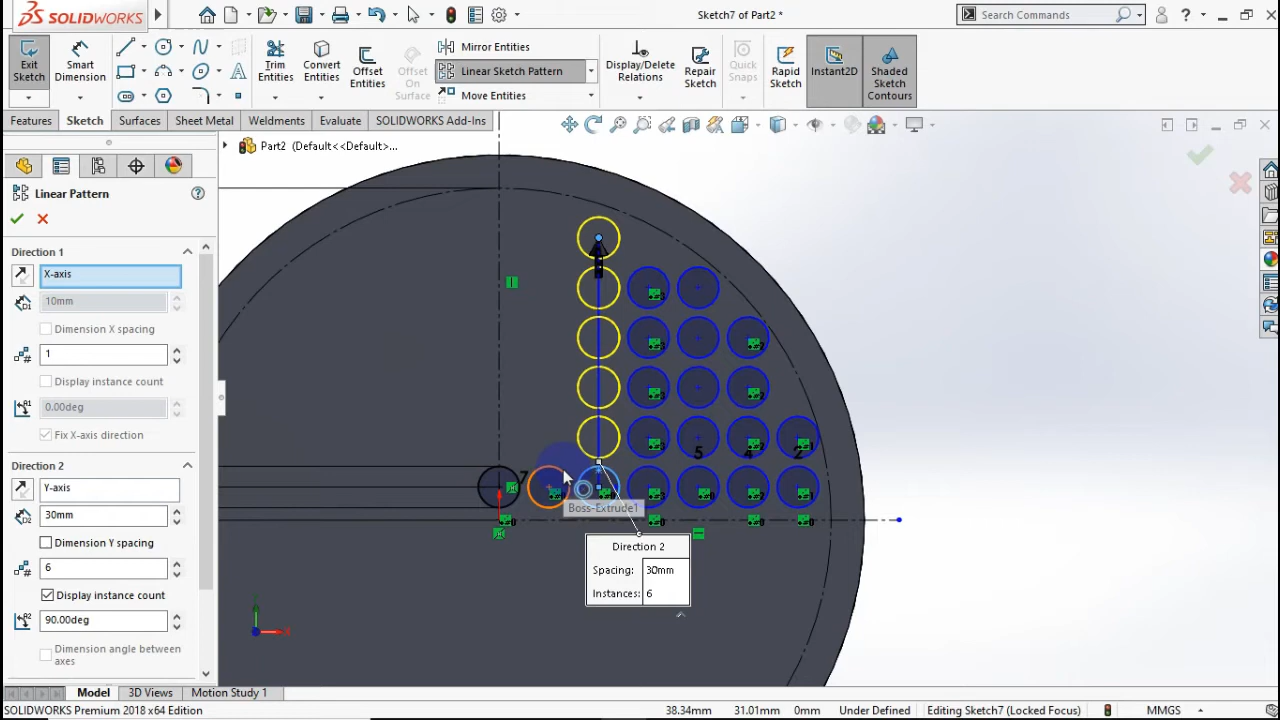 SOLIDWORKS
Sketch7 of Part2 *
Search Commands
?
Exit Sketch
Smart Dimension
Trim Entities
Convert Entities
Offset Entities
Offset On Surface
Mirror Entities
Linear Sketch Pattern
Move Entities
Display/Delete Relations
Repair Sketch
Quick Snaps
Rapid Sketch
Instant2D
Shaded Sketch Contours
Features
Sketch
Surfaces
Sheet Metal
Weldments
Evaluate
SOLIDWORKS Add-Ins
Part2 (Default<<Default>...
Linear Pattern
?
Direction 1
X-axis
10mm
Dimension X spacing
1
Display instance count
0.00deg
Fix X-axis direction
Direction 2
Y-axis
30mm
Dimension Y spacing
6
Display instance count
90.00deg
Dimension angle between axes
7
5
4
2
Boss-Extrude1
Direction 2
Spacing: 30mm
Instances: 6
Model
3D Views
Motion Study 1
SOLIDWORKS Premium 2018 x64 Edition
38.34mm
31.01mm
0mm
Under Defined
Editing Sketch7 (Locked Focus)
MMGS